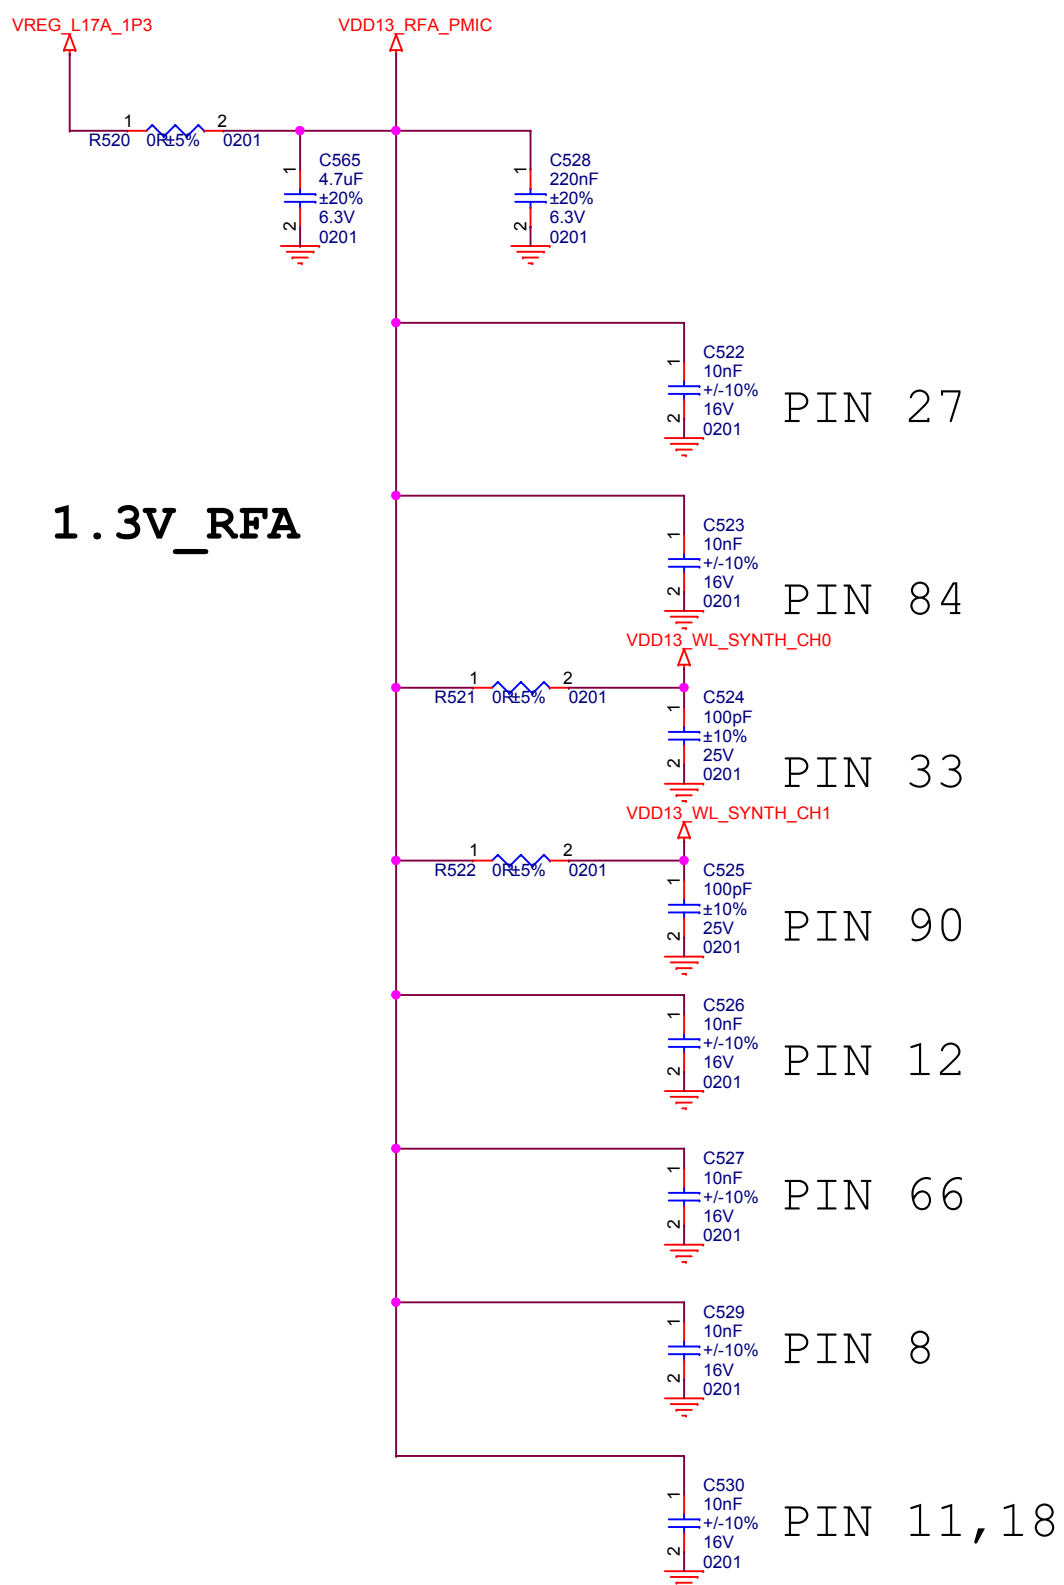 VREG_L17A_1P3
VDD13_RFA_PMIC
1 2
R520 0R±5% 0201
1
C565
4.7uF
±20%
6.3V
0201
2
1
C528
220nF
±20%
6.3V
0201
2
1
C522
10nF
+/-10%
16V
0201
2
PIN 27
1.3V_RFA
1
C523
10nF
+/-10%
16V
0201
2
PIN 84
VDD13_WL_SYNTH_CH0
1 2
R521 0R±5% 0201
1
C524
100pF
±10%
25V
0201
2
PIN 33
VDD13_WL_SYNTH_CH1
1 2
R522 0R±5% 0201
1
C525
100pF
±10%
25V
0201
2
PIN 90
1
C526
10nF
+/-10%
16V
0201
2
PIN 12
1
C527
10nF
+/-10%
16V
0201
2
PIN 66
1
C529
10nF
+/-10%
16V
0201
2
PIN 8
1
C530
10nF
+/-10%
16V
0201
2
PIN 11,18